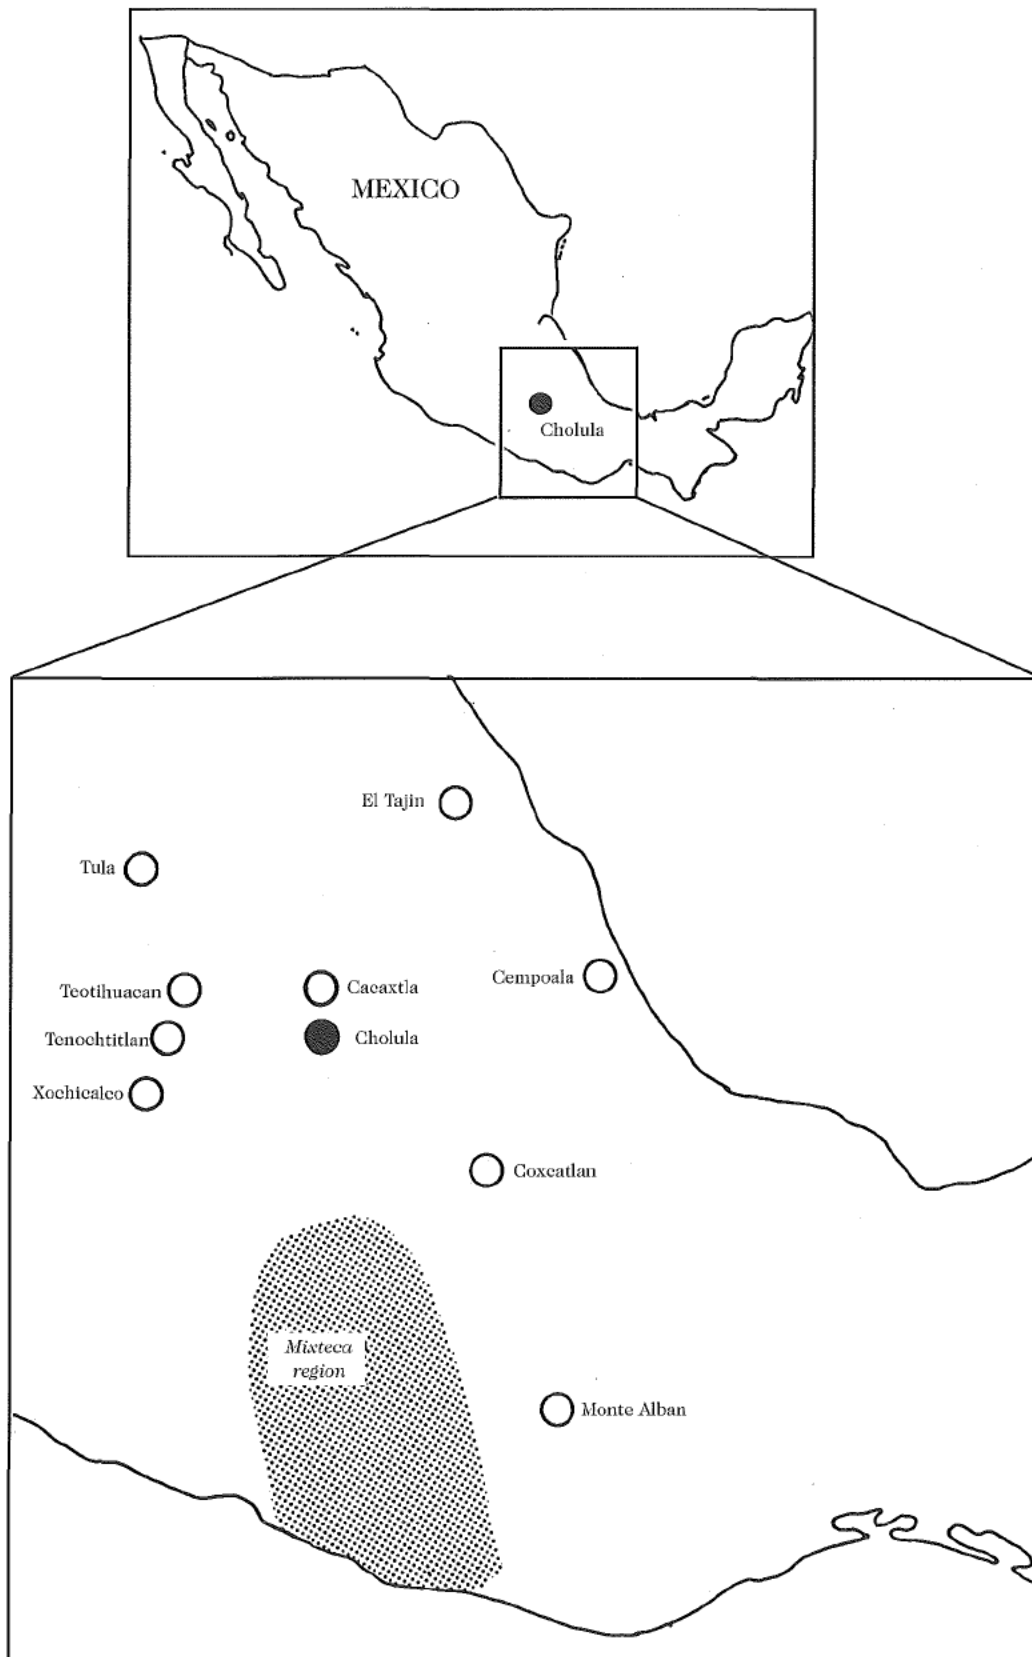 MEXICO
Cholula
El Tajin
Tula
Cempoala
Teotihuacan
Cacaxtla
Tenochtitlan
Cholula
Xochicalco
Coxcatlan
Mixteca
region
Monte Alban